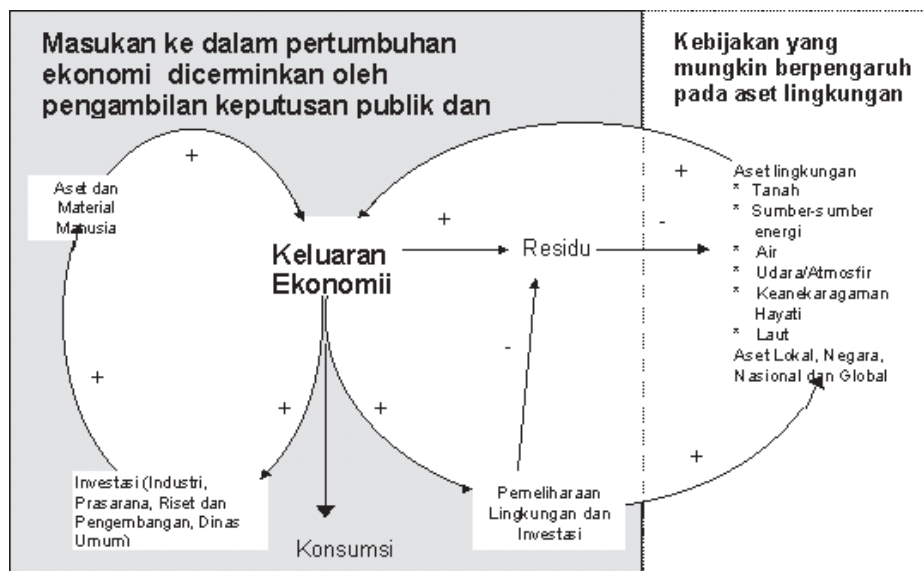 Masukan ke dalam pertumbuhan
ekonomi dicerminkan oleh
pengambilan keputusan publik dan
Kebijakan yang
mungkin berpengaruh
pada aset lingkungan
+
Aset dan
Material
Manusia
+
Keluaran
Ekonomii
+
Residu
-
+
Aset lingkungan
* Tanah
* Sumber-sumber
energi
* Air
* Udara/Atmosfir
* Keanekaragaman
Hayati
* Laut
Aset Lokal, Negara,
Nasional dan Global
-
+
+
+
Investasi (Industri,
Prasarana, Riset dan
Pengembangan, Dinas
Umum)
Konsumsi
Pemeliharaan
Lingkungan dan
Investasi